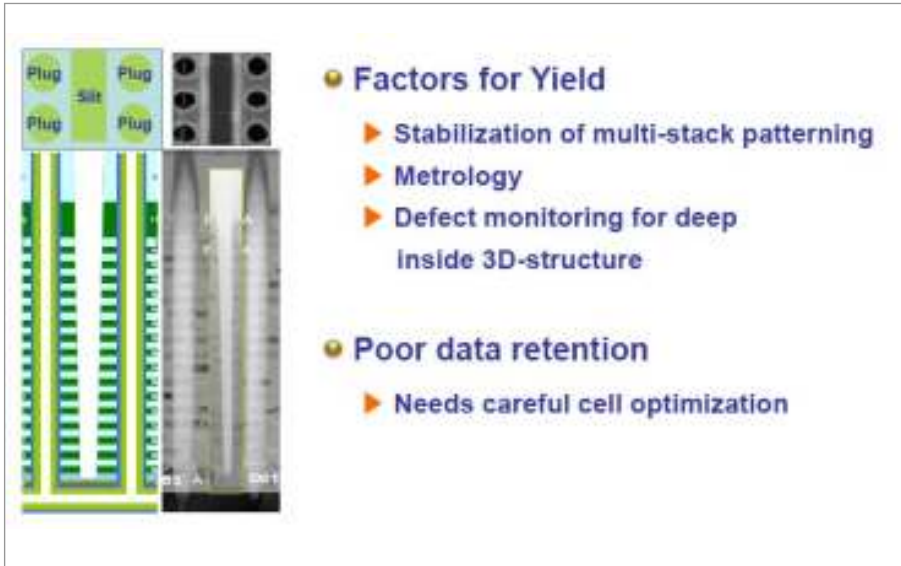 Plug
Plug
Slit
Plug
Plug
Factors for Yield
Stabilization of multi-stack patterning
Metrology
Defect monitoring for deep
inside 3D-structure
Poor data retention
Needs careful cell optimization